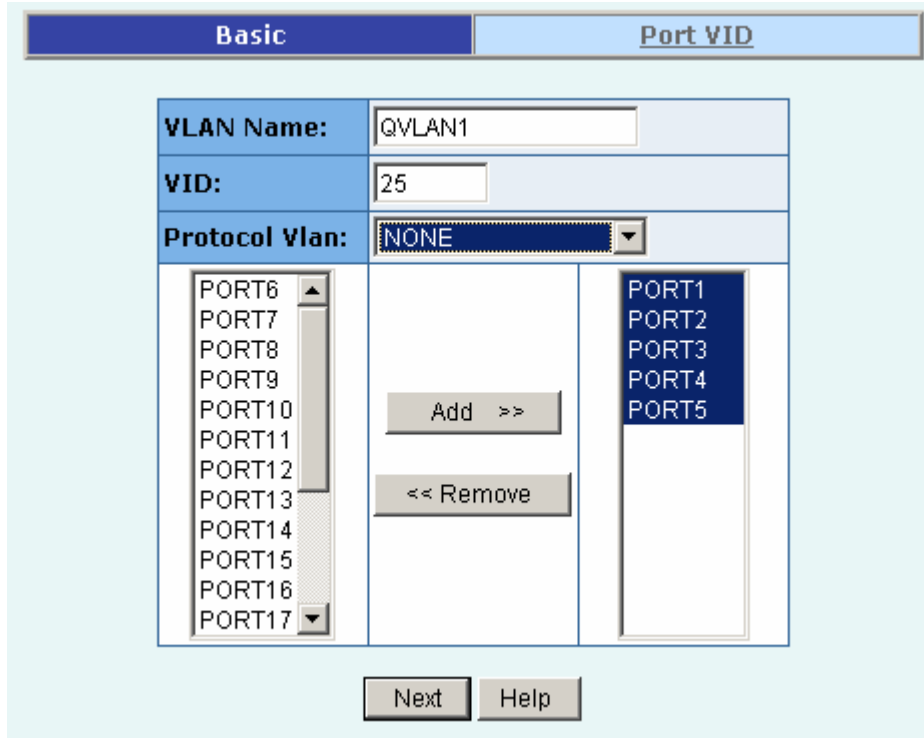 Basic
Port VID
VLAN Name:
QVLAN1
VID:
25
Protocol Vlan:
NONE
PORT6
PORT7
PORT8
PORT9
PORT10
PORT11
PORT12
PORT13
PORT14
PORT15
PORT16
PORT17
Add >>
<< Remove
PORT1
PORT2
PORT3
PORT4
PORT5
Next
Help